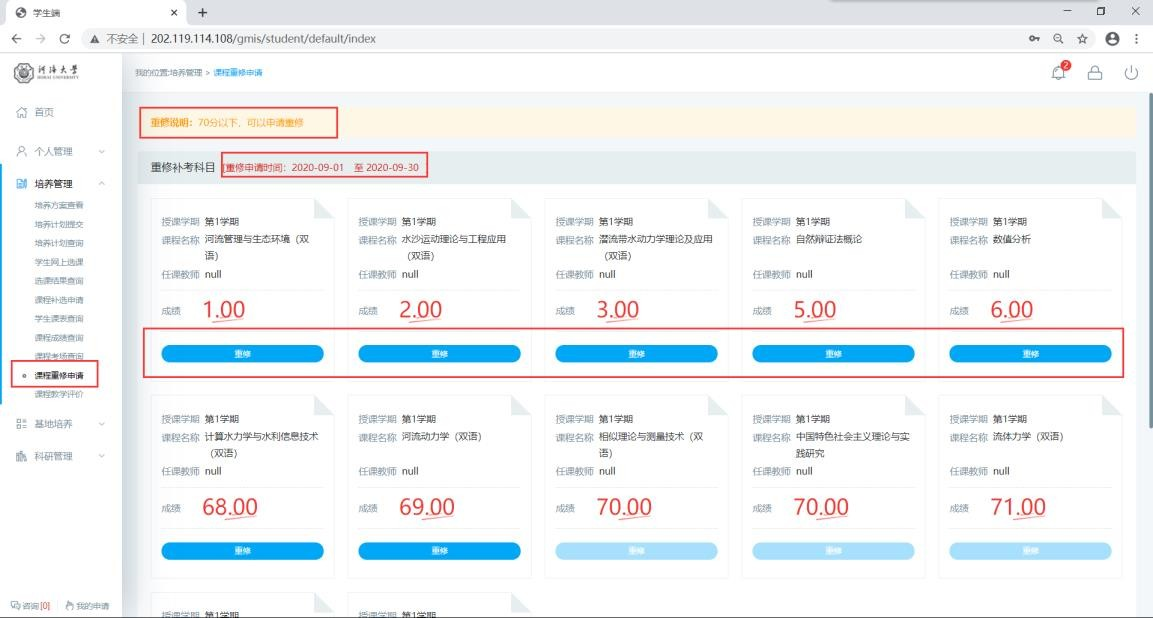 学生端
不安全 | 202.119.114.108/gmis/student/default/index
河海大学
HOHAI UNIVERSITY
我的位置:培养管理 > 课程重修申请
2
首页
个人管理
培养管理
培养方案查看
培养计划提交
培养计划查询
学生网上选课
选课结果查询
课程补选申请
学生课表查询
课程成绩查询
课程考场查询
课程重修申请
课程教学评价
基地培养
科研管理
咨询[0]
我的申请
重修说明：70分以下，可以申请重修
重修补考科目 [重修申请时间：2020-09-01 至 2020-09-30
授课学期 第1学期
课程名称 河流管理与生态环境（双
语）
任课教师 null
成绩 1.00
重修
授课学期 第1学期
课程名称 水沙运动理论与工程应用
（双语）
任课教师 null
成绩 2.00
重修
授课学期 第1学期
课程名称 潜流带水动力学理论及应用
（双语）
任课教师 null
成绩 3.00
重修
授课学期 第1学期
课程名称 自然辩证法概论
任课教师 null
成绩 5.00
重修
授课学期 第1学期
课程名称 数值分析
任课教师 null
成绩 6.00
重修
授课学期 第1学期
课程名称 计算水力学与水利信息技术
（双语）
任课教师 null
成绩 68.00
重修
授课学期 第1学期
课程名称 河流动力学（双语）
任课教师 null
成绩 69.00
重修
授课学期 第1学期
课程名称 相似理论与测量技术（双
语）
任课教师 null
成绩 70.00
重修
授课学期 第1学期
课程名称 中国特色社会主义理论与实
践研究
任课教师 null
成绩 70.00
重修
授课学期 第1学期
课程名称 流体力学（双语）
任课教师 null
成绩 71.00
重修
授课学期 第1学期
授课学期 第1学期